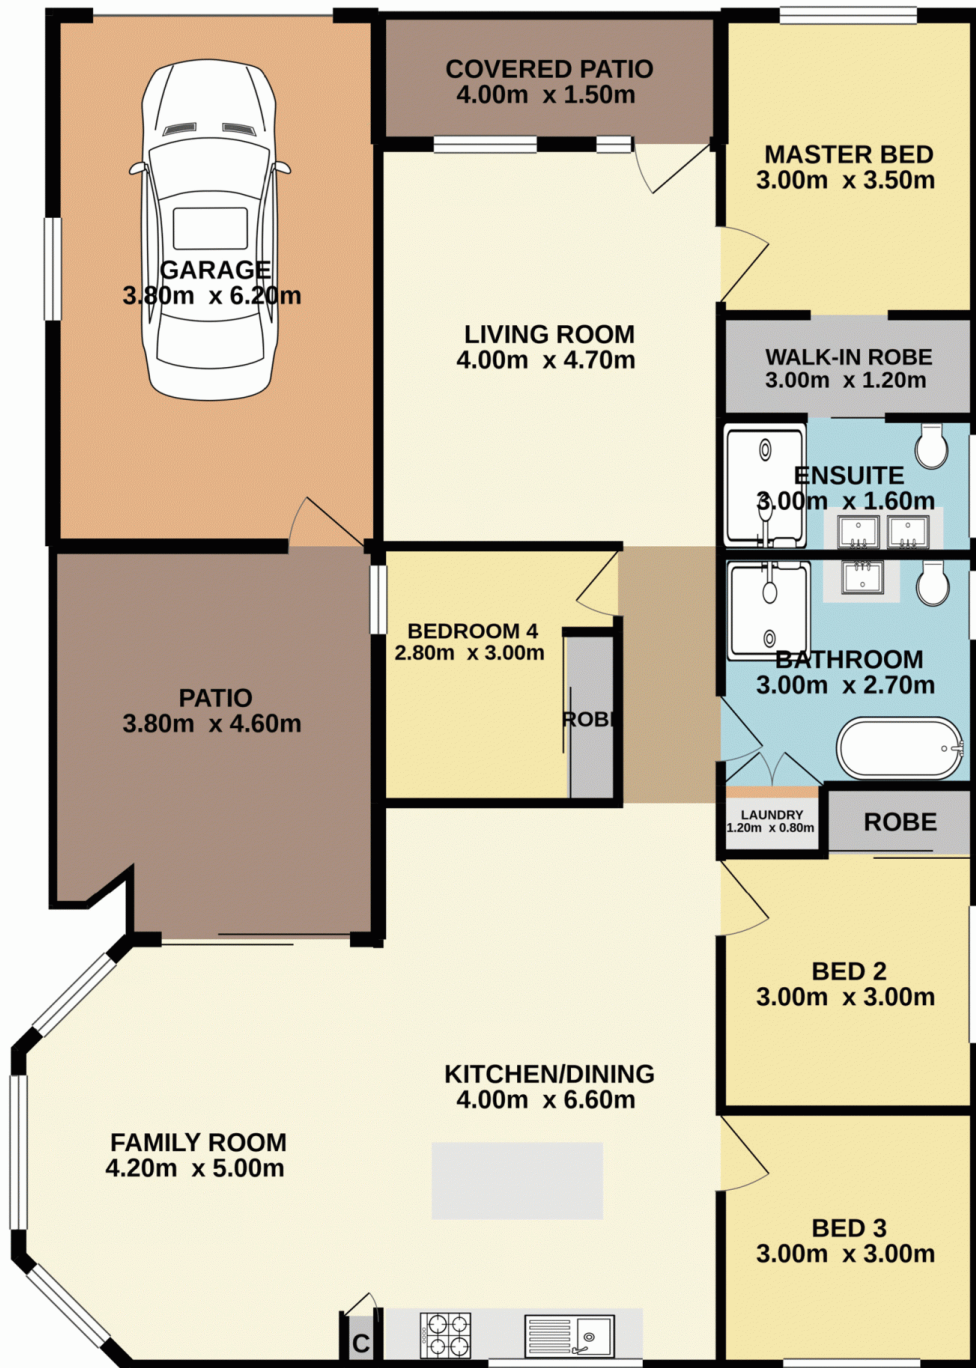 COVERED PATIO
4.00m x 1.50m
MASTER BED
3.00m x 3.50m
GARAGE
3.80m x 6.20m
LIVING ROOM
4.00m x 4.70m
WALK-IN ROBE
3.00m x 1.20m
ENSUITE
3.00m x 1.60m
BEDROOM 4
2.80m x 3.00m
BATHROOM
3.00m x 2.70m
PATIO
3.80m x 4.60m
ROBE
LAUNDRY
1.20m x 0.80m
ROBE
BED 2
3.00m x 3.00m
KITCHEN/DINING
4.00m x 6.60m
FAMILY ROOM
4.20m x 5.00m
BED 3
3.00m x 3.00m
C